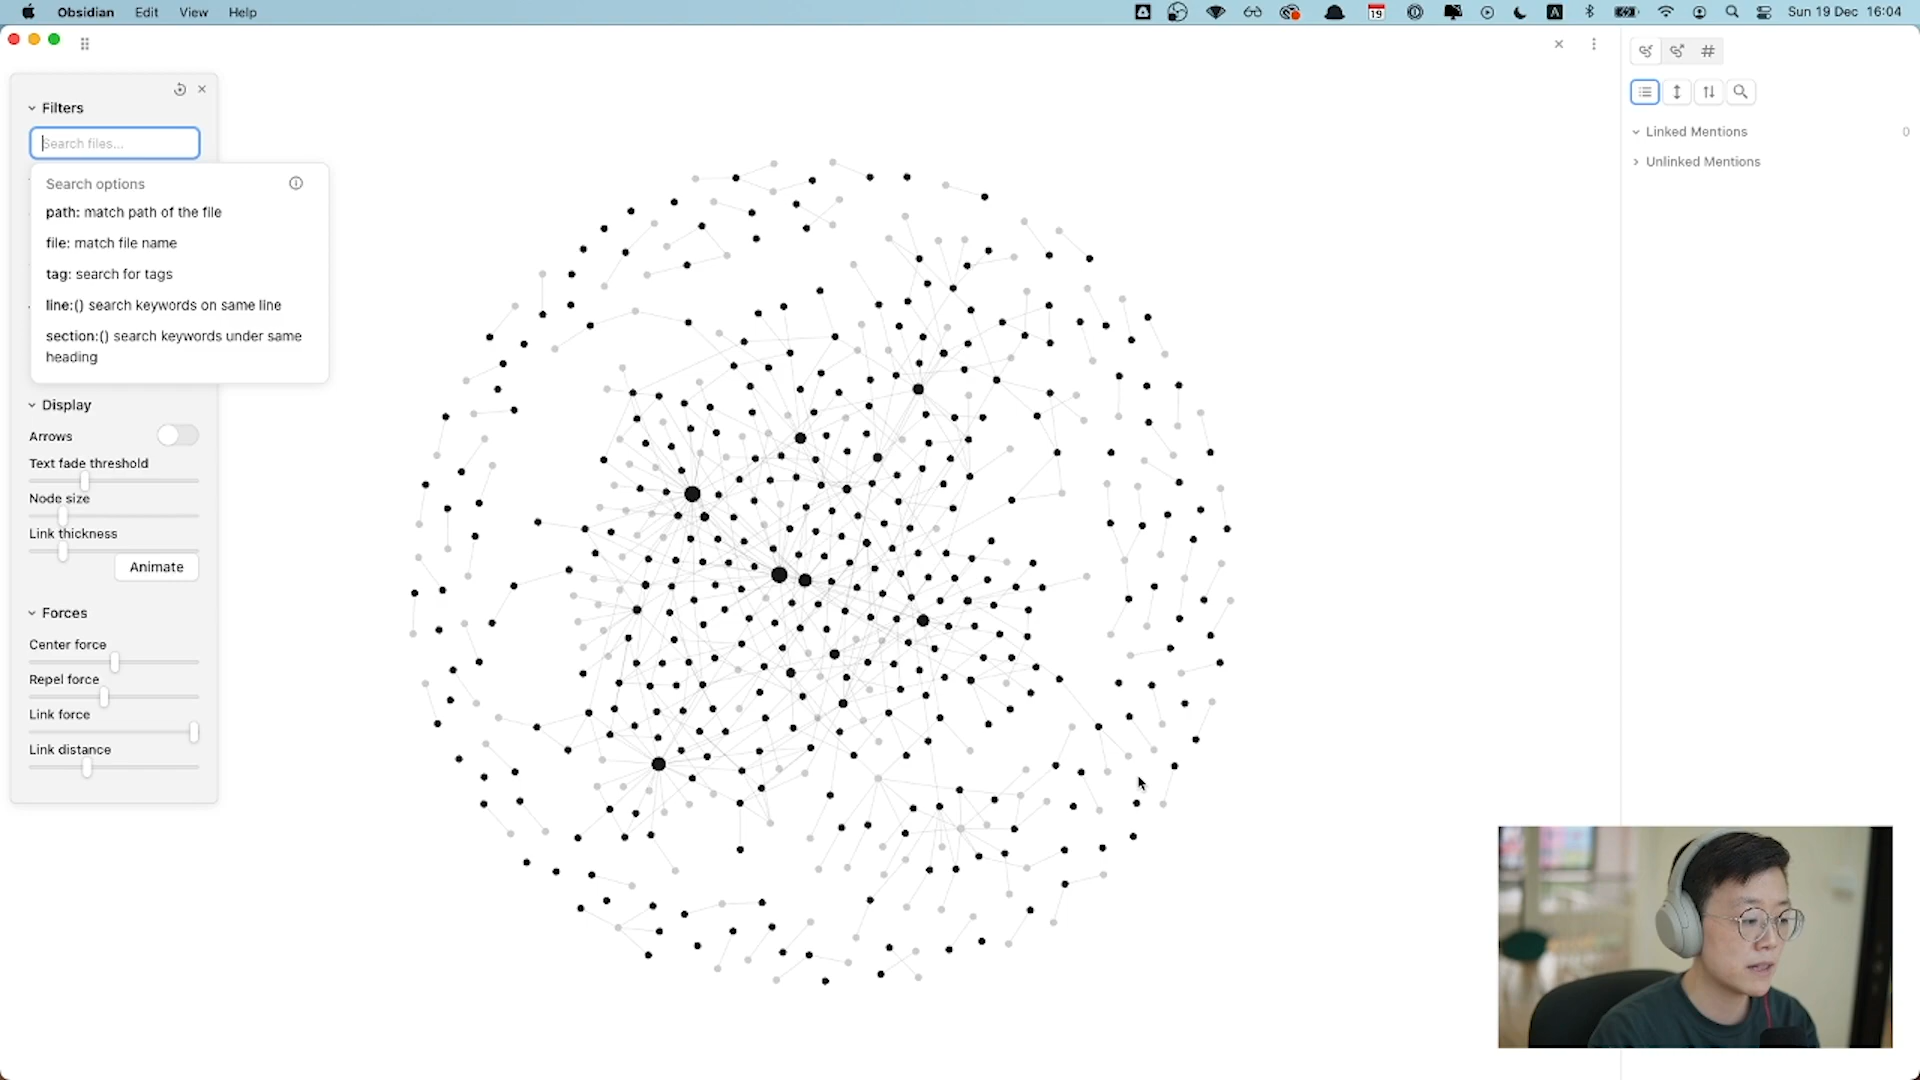 Obsidian Edit View Help
19 A Sun 19 Dec 16:04
Filters
Search files...
Search options
path: match path of the file
file: match file name
tag: search for tags
line:() search keywords on same line
section:() search keywords under same
heading
Display
Arrows
Text fade threshold
Node size
Link thickness
Animate
Forces
Center force
Repel force
Link force
Link distance
#
Linked Mentions 0
Unlinked Mentions